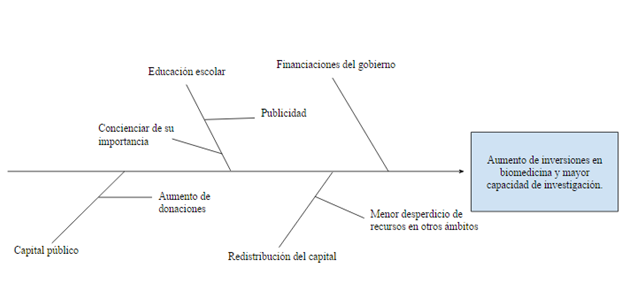 Financiaciones del gobierno
Educación escolar
Publicidad
Concienciar de su
importancia
Aumento de inversiones en
biomedicina y mayor
capacidad de investigación.
Aumento de
donaciones
Menor desperdicio de
recursos en otros ámbitos
Capital público
Redistribución del capital